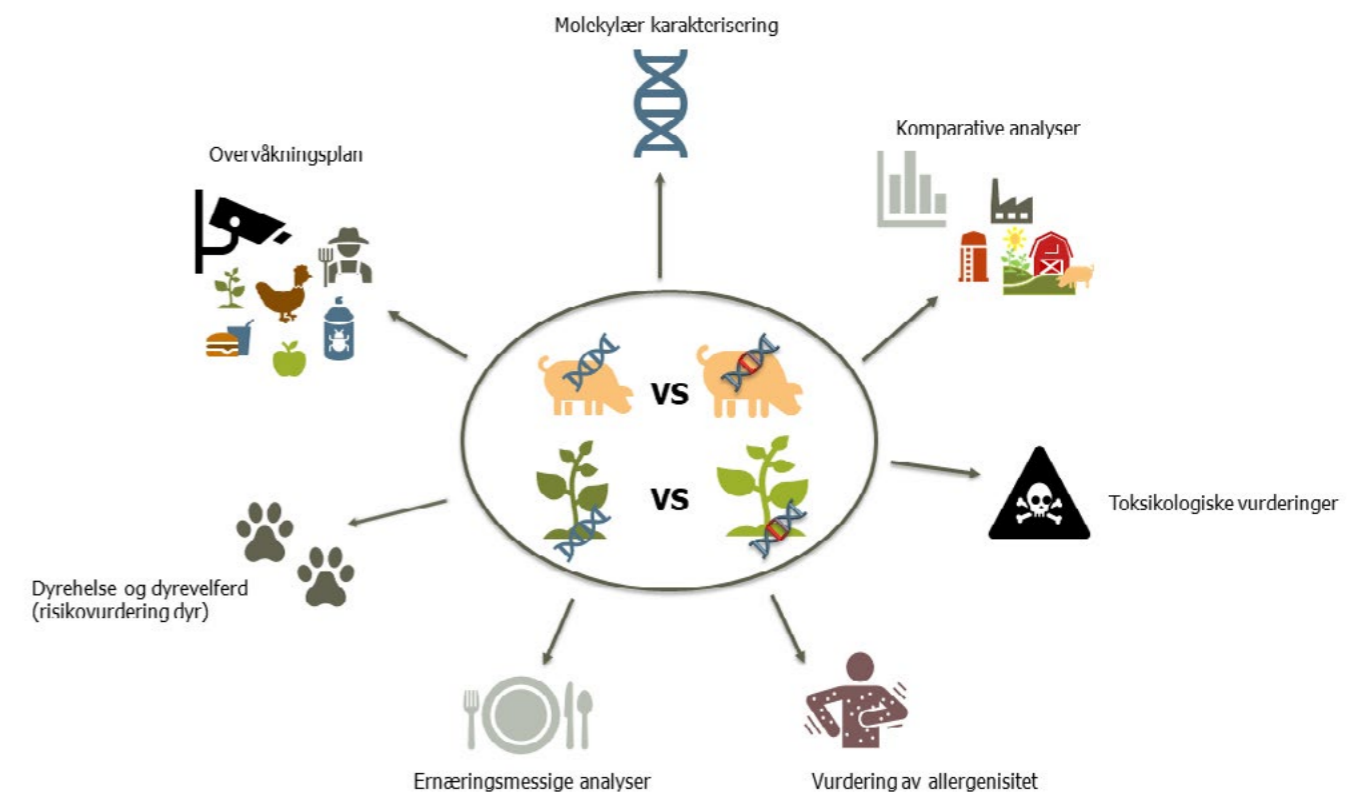 Molekylær karakterisering
Komparative analyser
Overvåkningsplan
VS
VS
Toksikologiske vurderinger
Dyrehelse og dyrevelferd
(risikovurdering dyr)
Ernæringsmessige analyser
Vurdering av allergenisitet